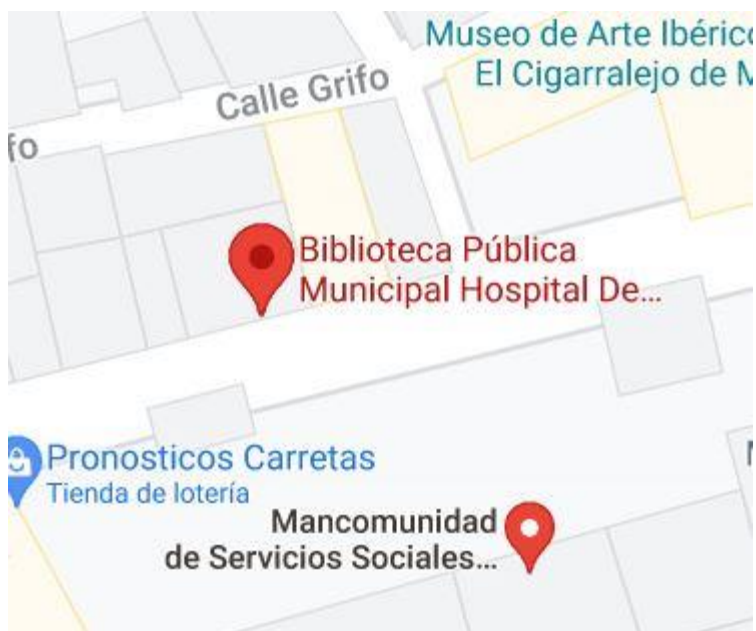 Museo de Arte Ibérico
El Cigarralejo de M
Calle Grifo
fo
Biblioteca Pública
Municipal Hospital De...
Pronosticos Carretas
Tienda de lotería
Mancomunidad
de Servicios Sociales...